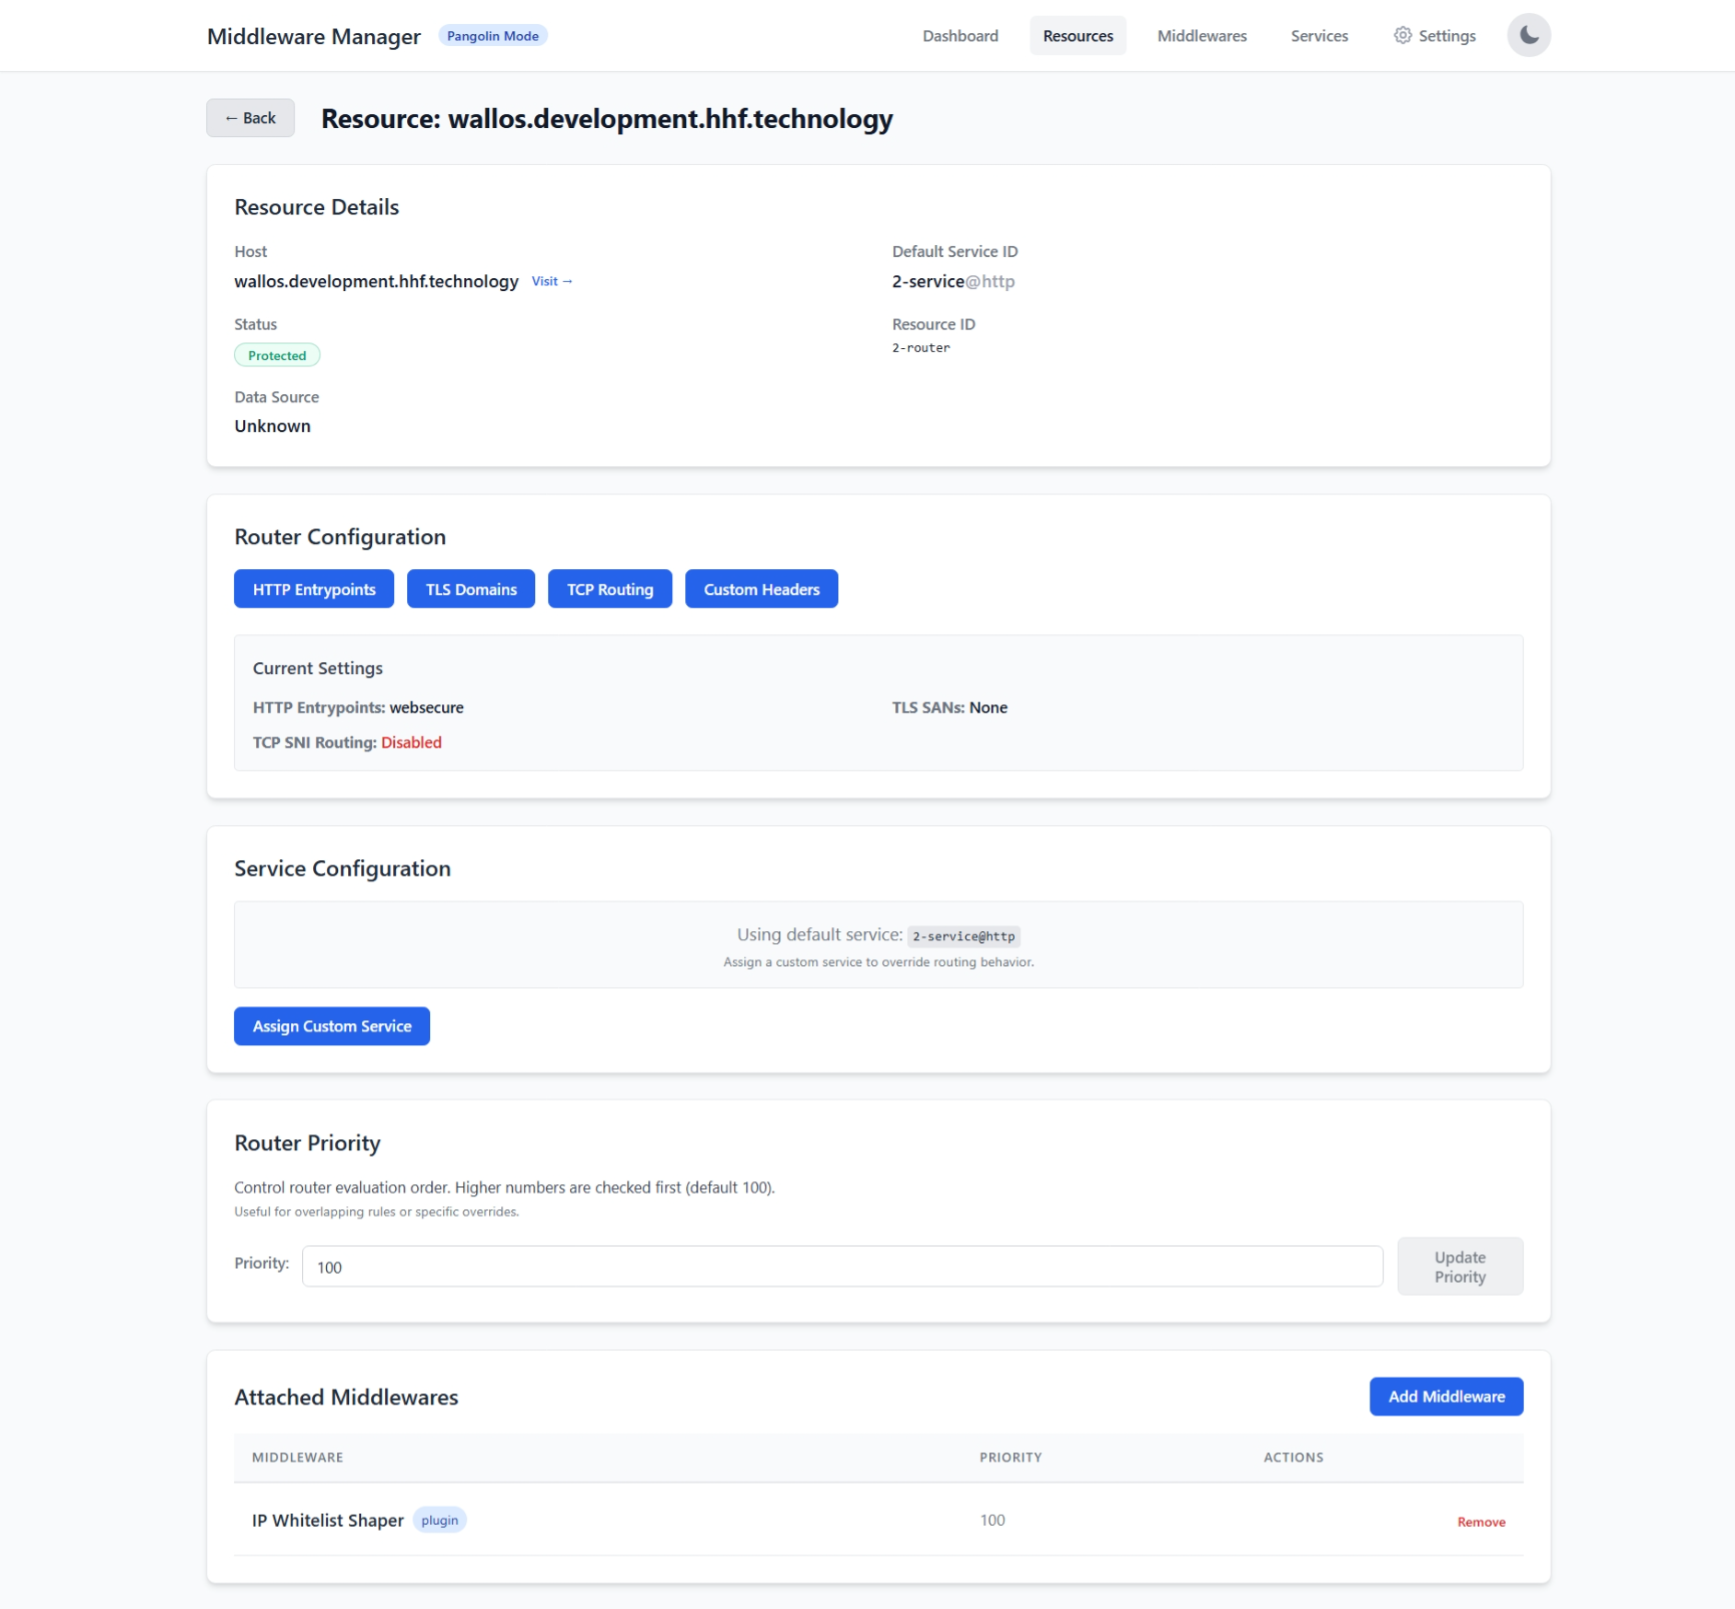 Middleware Manager Pangolin Mode Dashboard Resources Middlewares Services Settings
← Back Resource: wallos.development.hhf.technology
Resource Details
Host
wallos.development.hhf.technology Visit →
Default Service ID
2-service@http
Status
Protected
Resource ID
2-router
Data Source
Unknown
Router Configuration
HTTP Entrypoints TLS Domains TCP Routing Custom Headers
Current Settings
HTTP Entrypoints: websecure TLS SANs: None
TCP SNI Routing: Disabled
Service Configuration
Using default service: 2-service@http
Assign a custom service to override routing behavior.
Assign Custom Service
Router Priority
Control router evaluation order. Higher numbers are checked first (default 100).
Useful for overlapping rules or specific overrides.
Priority: 100
Update
Priority
Attached Middlewares Add Middleware
MIDDLEWARE PRIORITY ACTIONS
IP Whitelist Shaper plugin 100 Remove